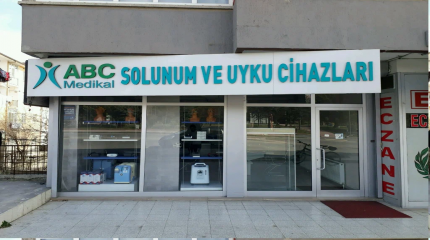 ABC
Medikal
SOLUNUM VE UYKU CİHAZLARI
ECZANE